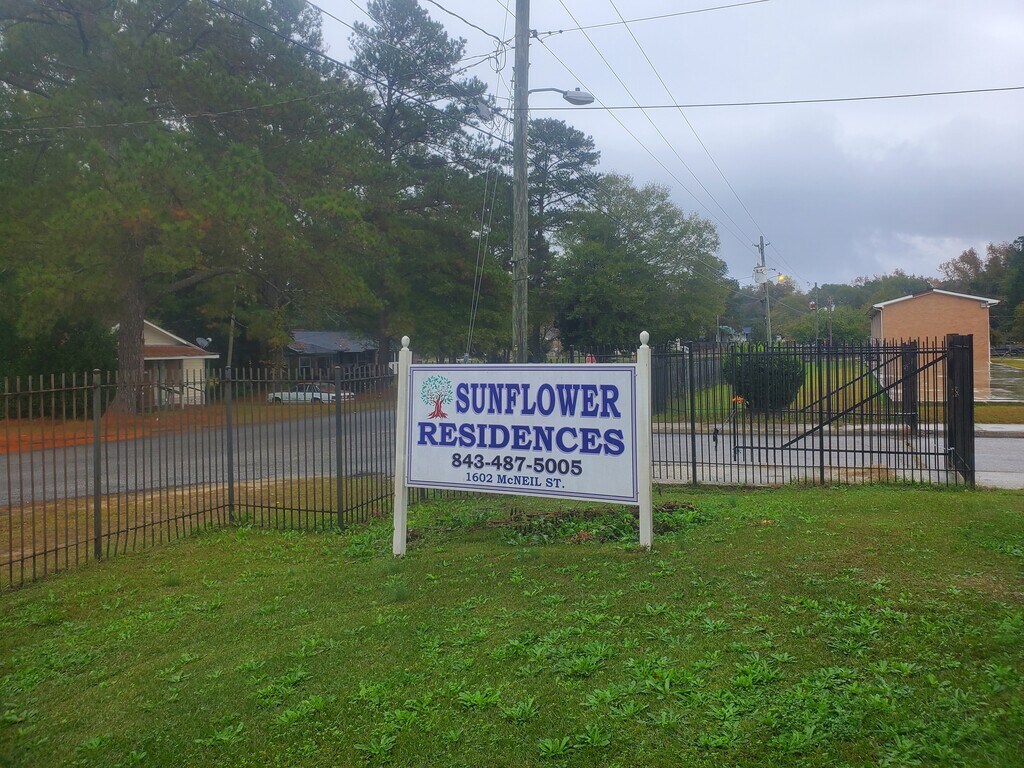 SUNFLOWER
RESIDENCES
843-487-5005
1602 McNEIL ST.